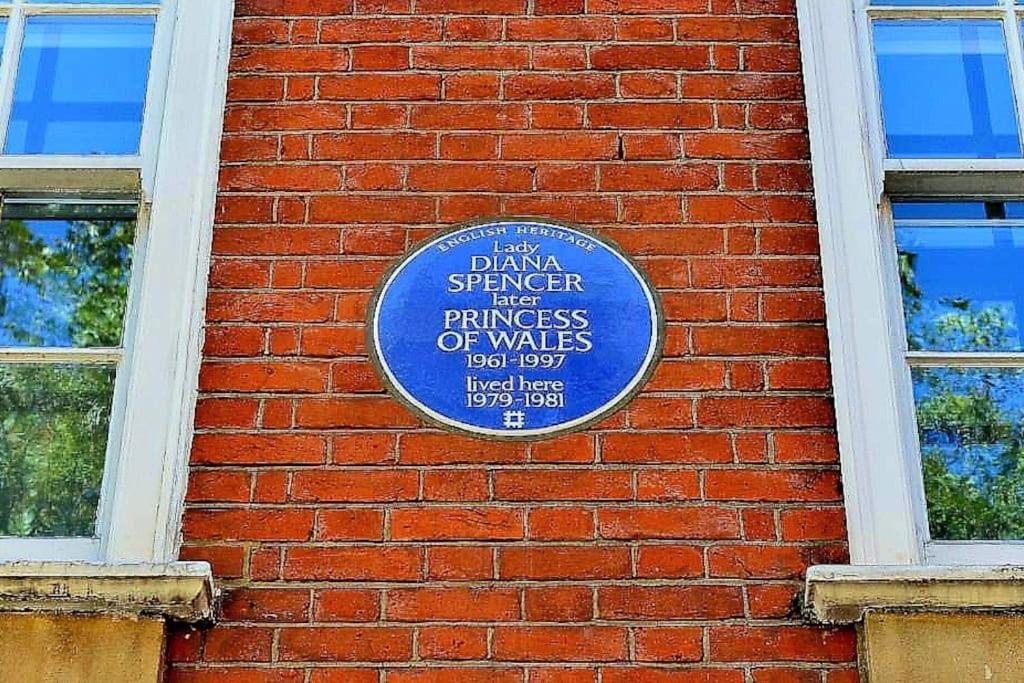 ENGLISH HERITAGE
Lady
DIANA
SPENCER
later
PRINCESS
OF WALES
1961-1997
lived here
1979-1981